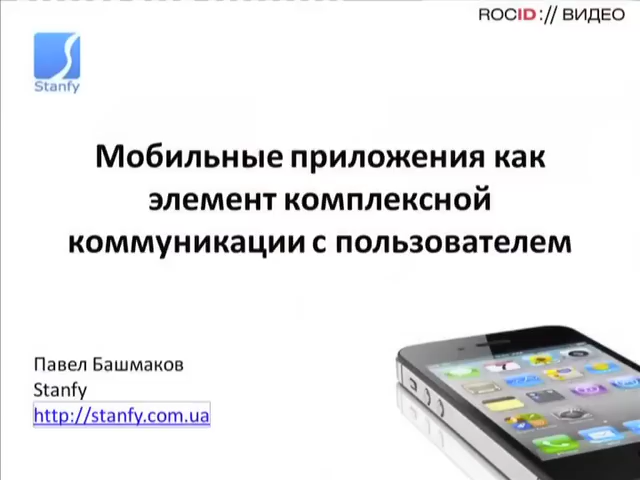 ROCID:// ВИДЕО
Stanfy
Мобильные приложения как
элемент комплексной
коммуникации с пользователем
Павел Башмаков
Stanfy
http://stanfy.com.ua